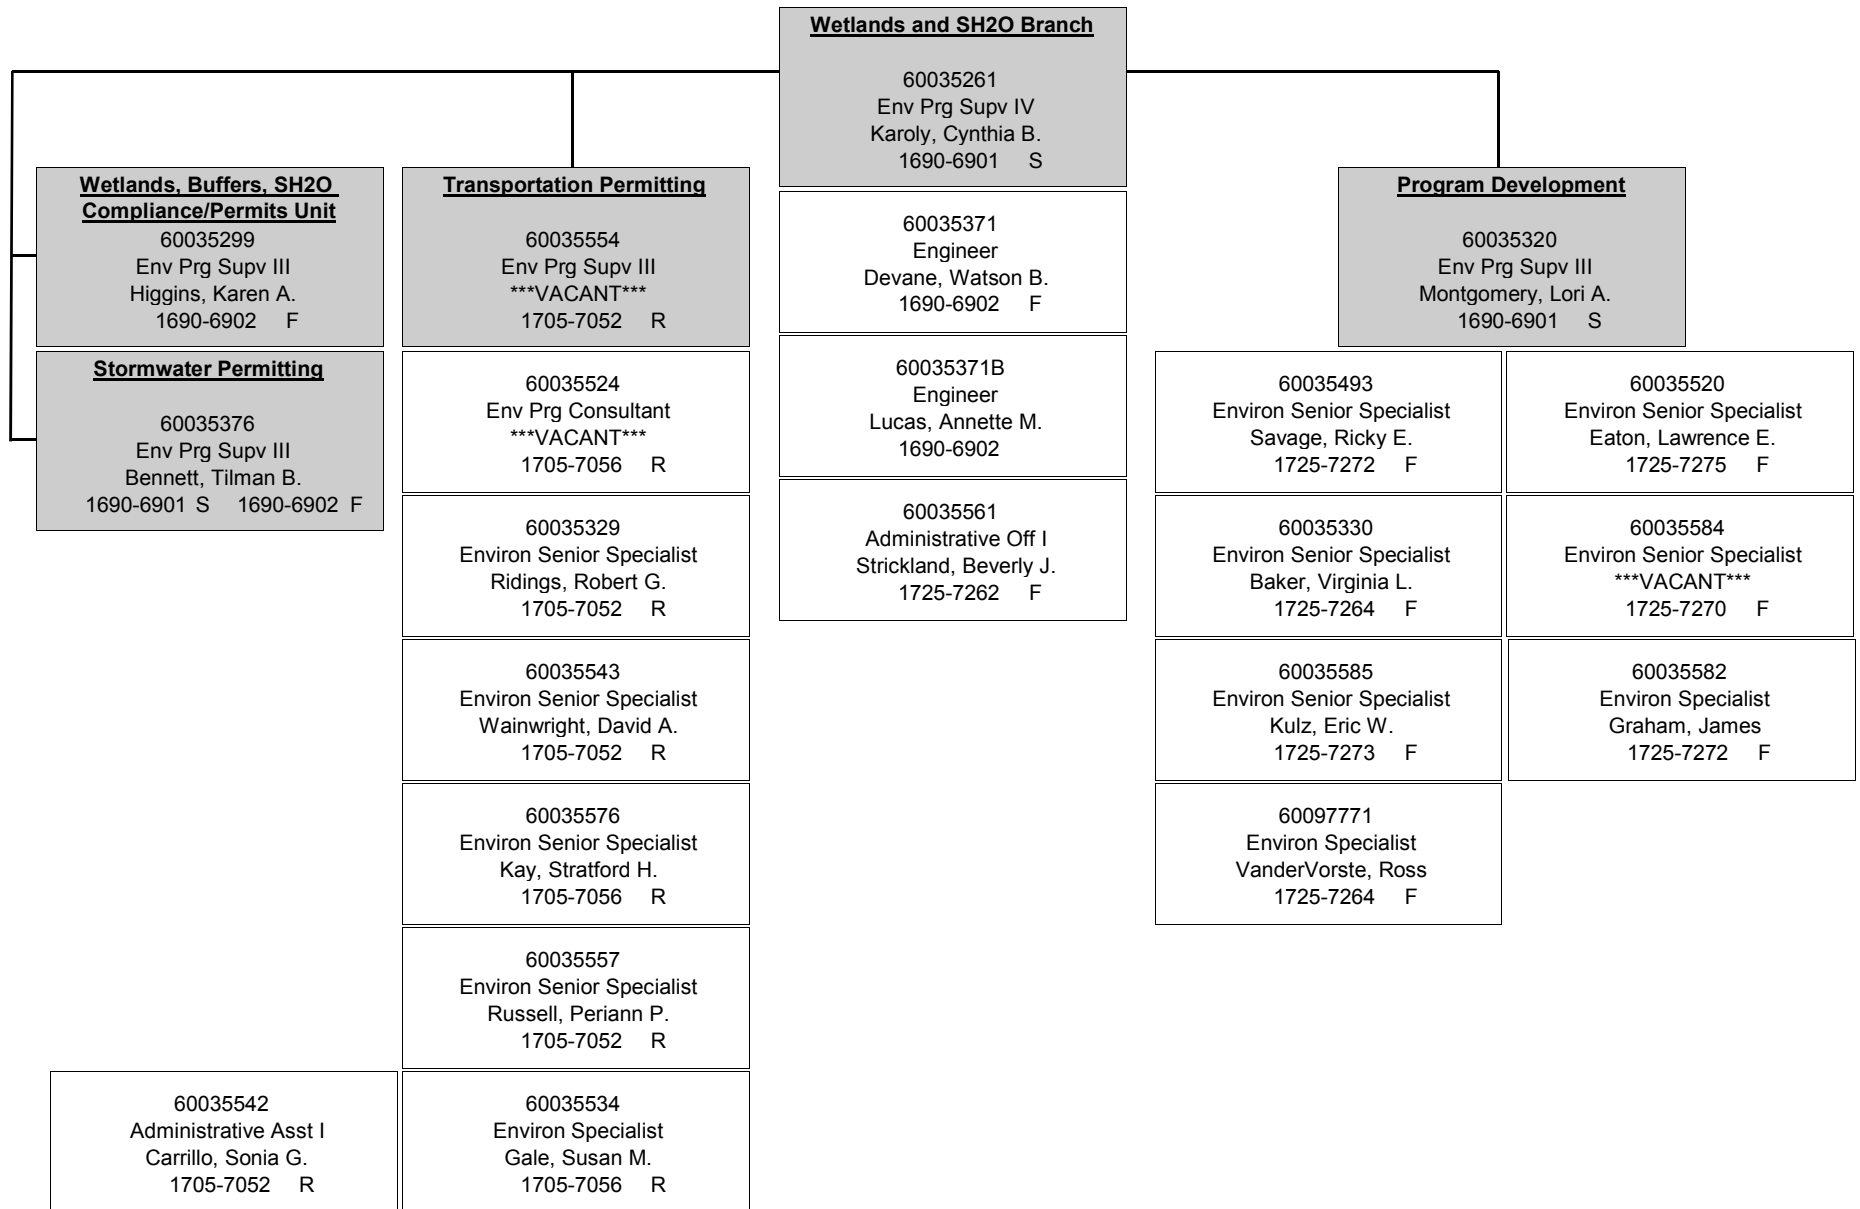 Wetlands and SH2O Branch
60035261
Env Prg Supv IV
Karoly, Cynthia B.
1690-6901 S
Wetlands, Buffers, SH2O
Compliance/Permits Unit
60035299
Env Prg Supv III
Higgins, Karen A.
1690-6902 F
Stormwater Permitting
60035376
Env Prg Supv III
Bennett, Tilman B.
1690-6901 S 1690-6902 F
Transportation Permitting
60035554
Env Prg Supv III
***VACANT***
1705-7052 R
60035524
Env Prg Consultant
***VACANT***
1705-7056 R
60035329
Environ Senior Specialist
Ridings, Robert G.
1705-7052 R
60035543
Environ Senior Specialist
Wainwright, David A.
1705-7052 R
60035576
Environ Senior Specialist
Kay, Stratford H.
1705-7056 R
60035557
Environ Senior Specialist
Russell, Periann P.
1705-7052 R
60035542
Administrative Asst I
Carrillo, Sonia G.
1705-7052 R
60035534
Environ Specialist
Gale, Susan M.
1705-7056 R
60035371
Engineer
Devane, Watson B.
1690-6902 F
60035371B
Engineer
Lucas, Annette M.
1690-6902
60035561
Administrative Off I
Strickland, Beverly J.
1725-7262 F
Program Development
60035320
Env Prg Supv III
Montgomery, Lori A.
1690-6901 S
60035493
Environ Senior Specialist
Savage, Ricky E.
1725-7272 F
60035520
Environ Senior Specialist
Eaton, Lawrence E.
1725-7275 F
60035330
Environ Senior Specialist
Baker, Virginia L.
1725-7264 F
60035584
Environ Senior Specialist
***VACANT***
1725-7270 F
60035585
Environ Senior Specialist
Kulz, Eric W.
1725-7273 F
60035582
Environ Specialist
Graham, James
1725-7272 F
60097771
Environ Specialist
VanderVorste, Ross
1725-7264 F